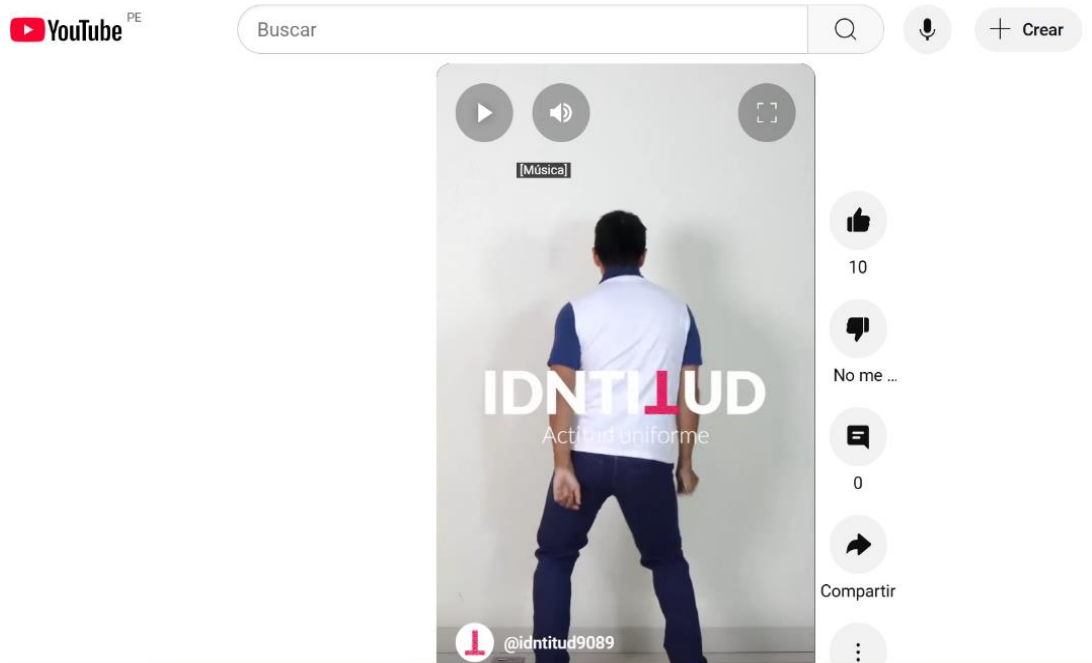 YouTube PE
Buscar
Crear
[Música]
10
No me ...
IDNTITUD
Actitud uniforme
0
Compartir
@idntitud9089